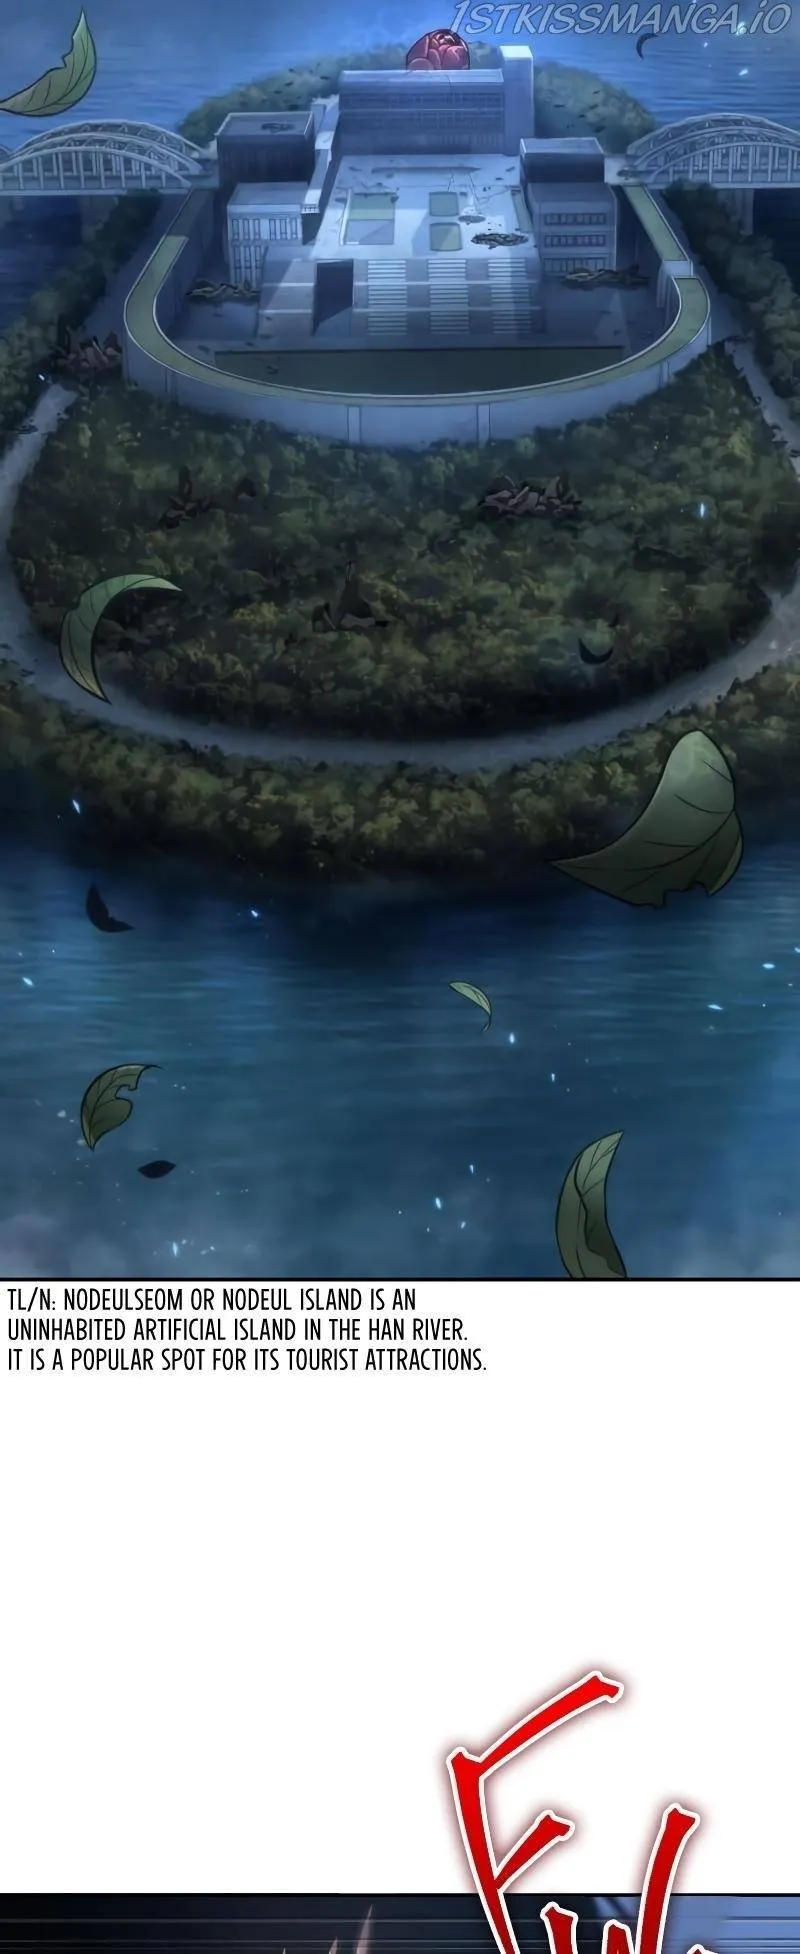 1STKISSMANGA.IO
TL/N: NODEULSEOM OR NODEUL ISLAND IS AN
UNINHABITED ARTIFICIAL ISLAND IN THE HAN RIVER.
IT IS A POPULAR SPOT FOR ITS TOURIST ATTRACTIONS.